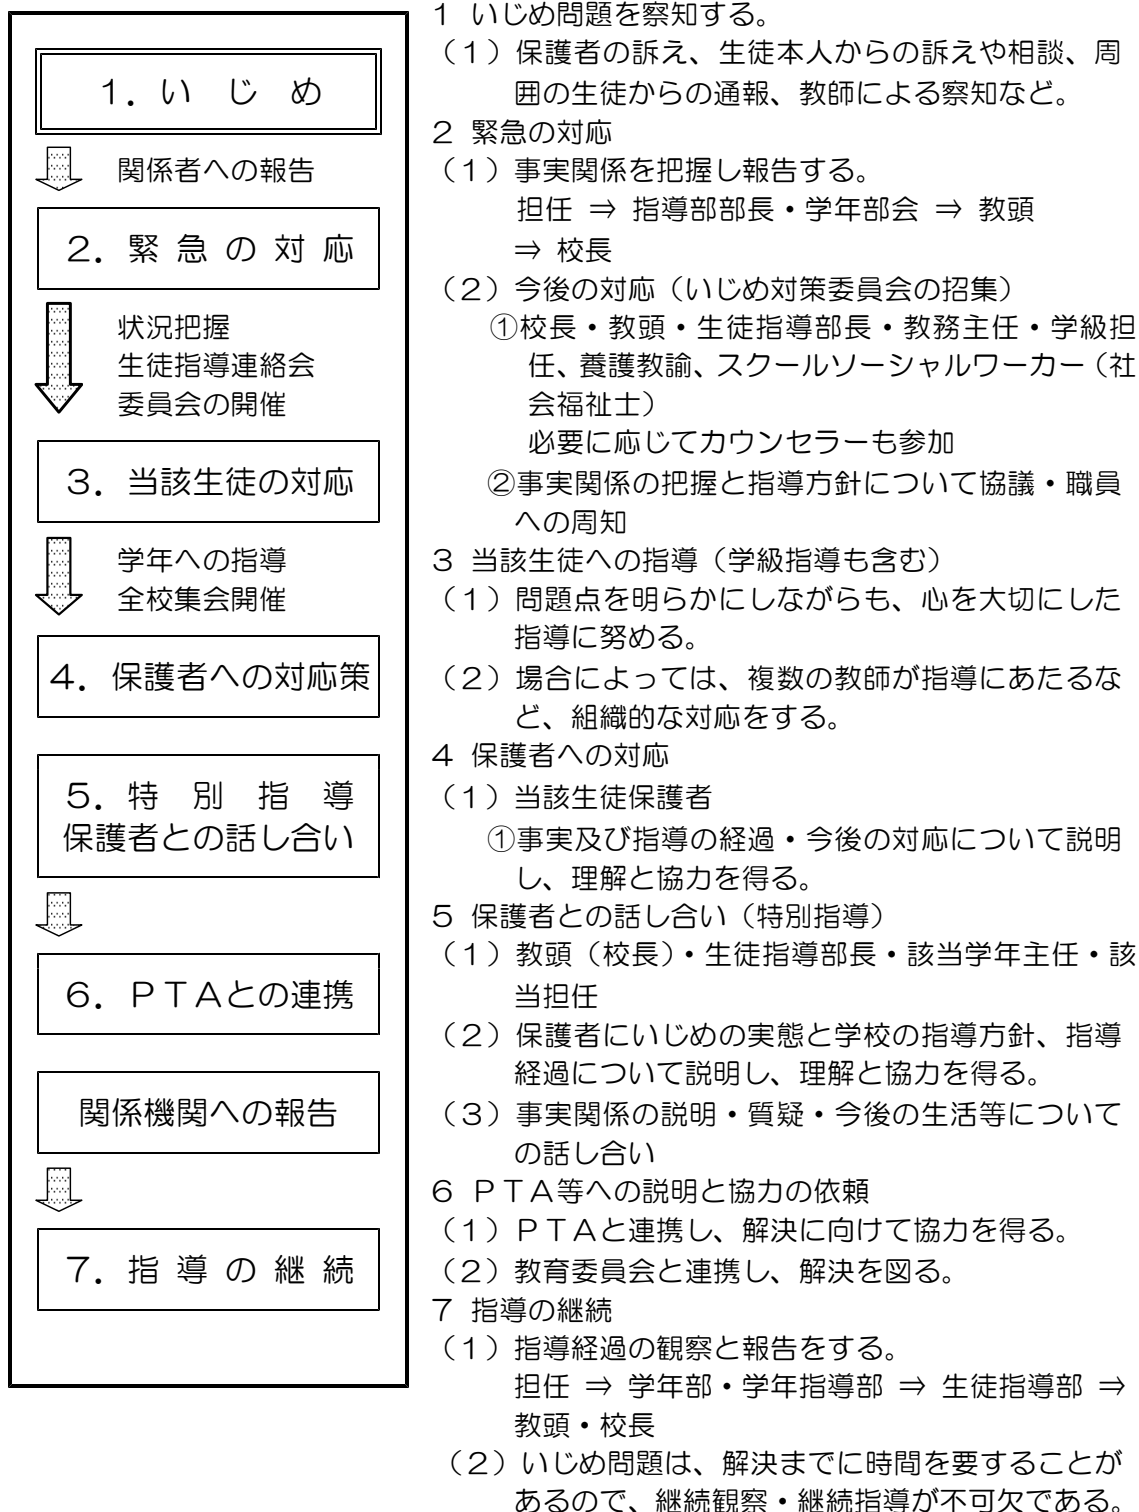 １．い じ め
関係者への報告
２．緊 急 の 対 応
状況把握
生徒指導連絡会
委員会の開催
３．当該生徒の対応
学年への指導
全校集会開催
４．保護者への対応策
５．特 別 指 導
保護者との話し合い
６．ＰＴＡとの連携
関係機関への報告
７．指 導 の 継 続
１ いじめ問題を察知する。
（１）保護者の訴え、生徒本人からの訴えや相談、周
囲の生徒からの通報、教師による察知など。
２ 緊急の対応
（１）事実関係を把握し報告する。
担任 ⇒ 指導部部長・学年部会 ⇒ 教頭
⇒ 校長
（２）今後の対応（いじめ対策委員会の招集）
①校長・教頭・生徒指導部長・教務主任・学級担
任、養護教諭、スクールソーシャルワーカー（社
会福祉士）
必要に応じてカウンセラーも参加
②事実関係の把握と指導方針について協議・職員
への周知
３ 当該生徒への指導（学級指導も含む）
（１）問題点を明らかにしながらも、心を大切にした
指導に努める。
（２）場合によっては、複数の教師が指導にあたるな
ど、組織的な対応をする。
４ 保護者への対応
（１）当該生徒保護者
①事実及び指導の経過・今後の対応について説明
し、理解と協力を得る。
５ 保護者との話し合い（特別指導）
（１）教頭（校長）・生徒指導部長・該当学年主任・該
当担任
（２）保護者にいじめの実態と学校の指導方針、指導
経過について説明し、理解と協力を得る。
（３）事実関係の説明・質疑・今後の生活等について
の話し合い
６ ＰＴＡ等への説明と協力の依頼
（１）ＰＴＡと連携し、解決に向けて協力を得る。
（２）教育委員会と連携し、解決を図る。
７ 指導の継続
（１）指導経過の観察と報告をする。
担任 ⇒ 学年部・学年指導部 ⇒ 生徒指導部 ⇒
教頭・校長
（２）いじめ問題は、解決までに時間を要することが
あるので、継続観察・継続指導が不可欠である。